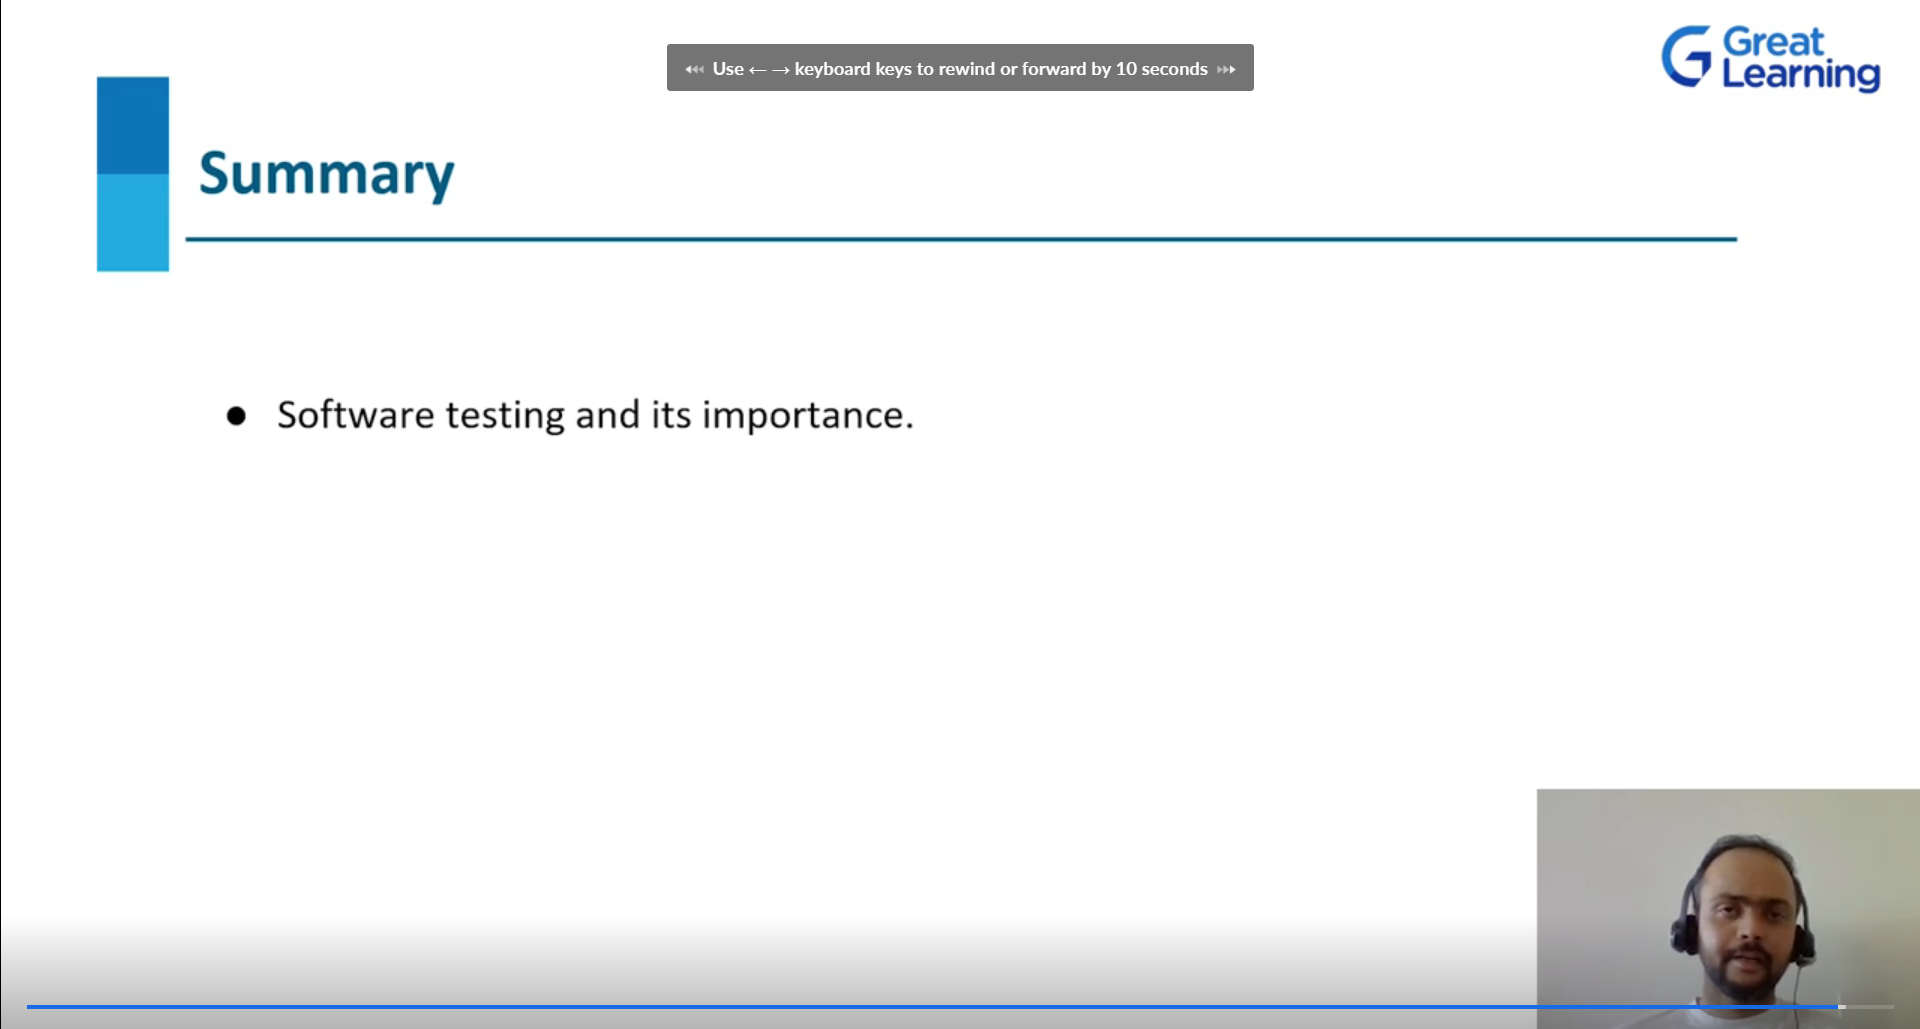 Great
Learning
Use ← → keyboard keys to rewind or forward by 10 seconds
Summary
● Software testing and its importance.